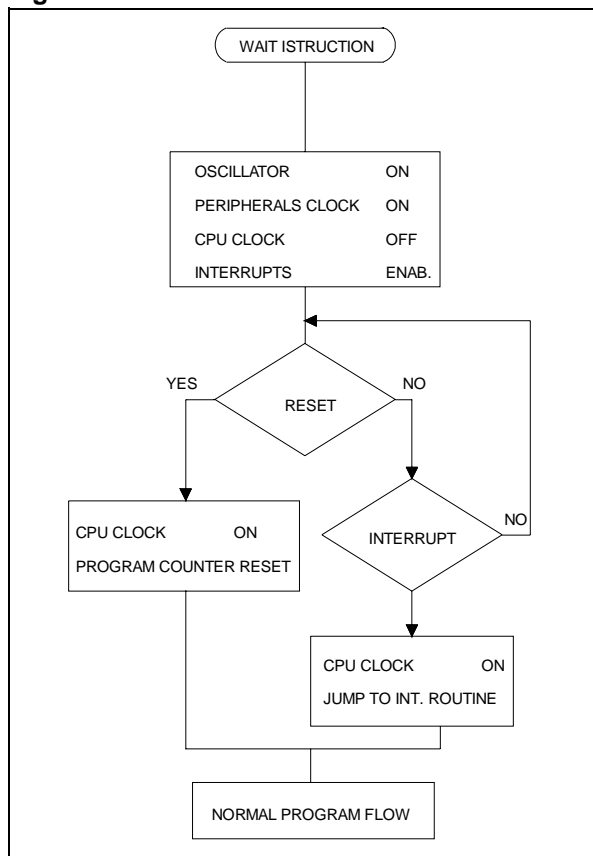 WAIT ISTRUCTION
OSCILLATOR ON
PERIPHERALS CLOCK ON
CPU CLOCK OFF
INTERRUPTS ENAB.
YES
NO
RESET
CPU CLOCK ON
PROGRAM COUNTER RESET
INTERRUPT
NO
CPU CLOCK ON
JUMP TO INT. ROUTINE
NORMAL PROGRAM FLOW